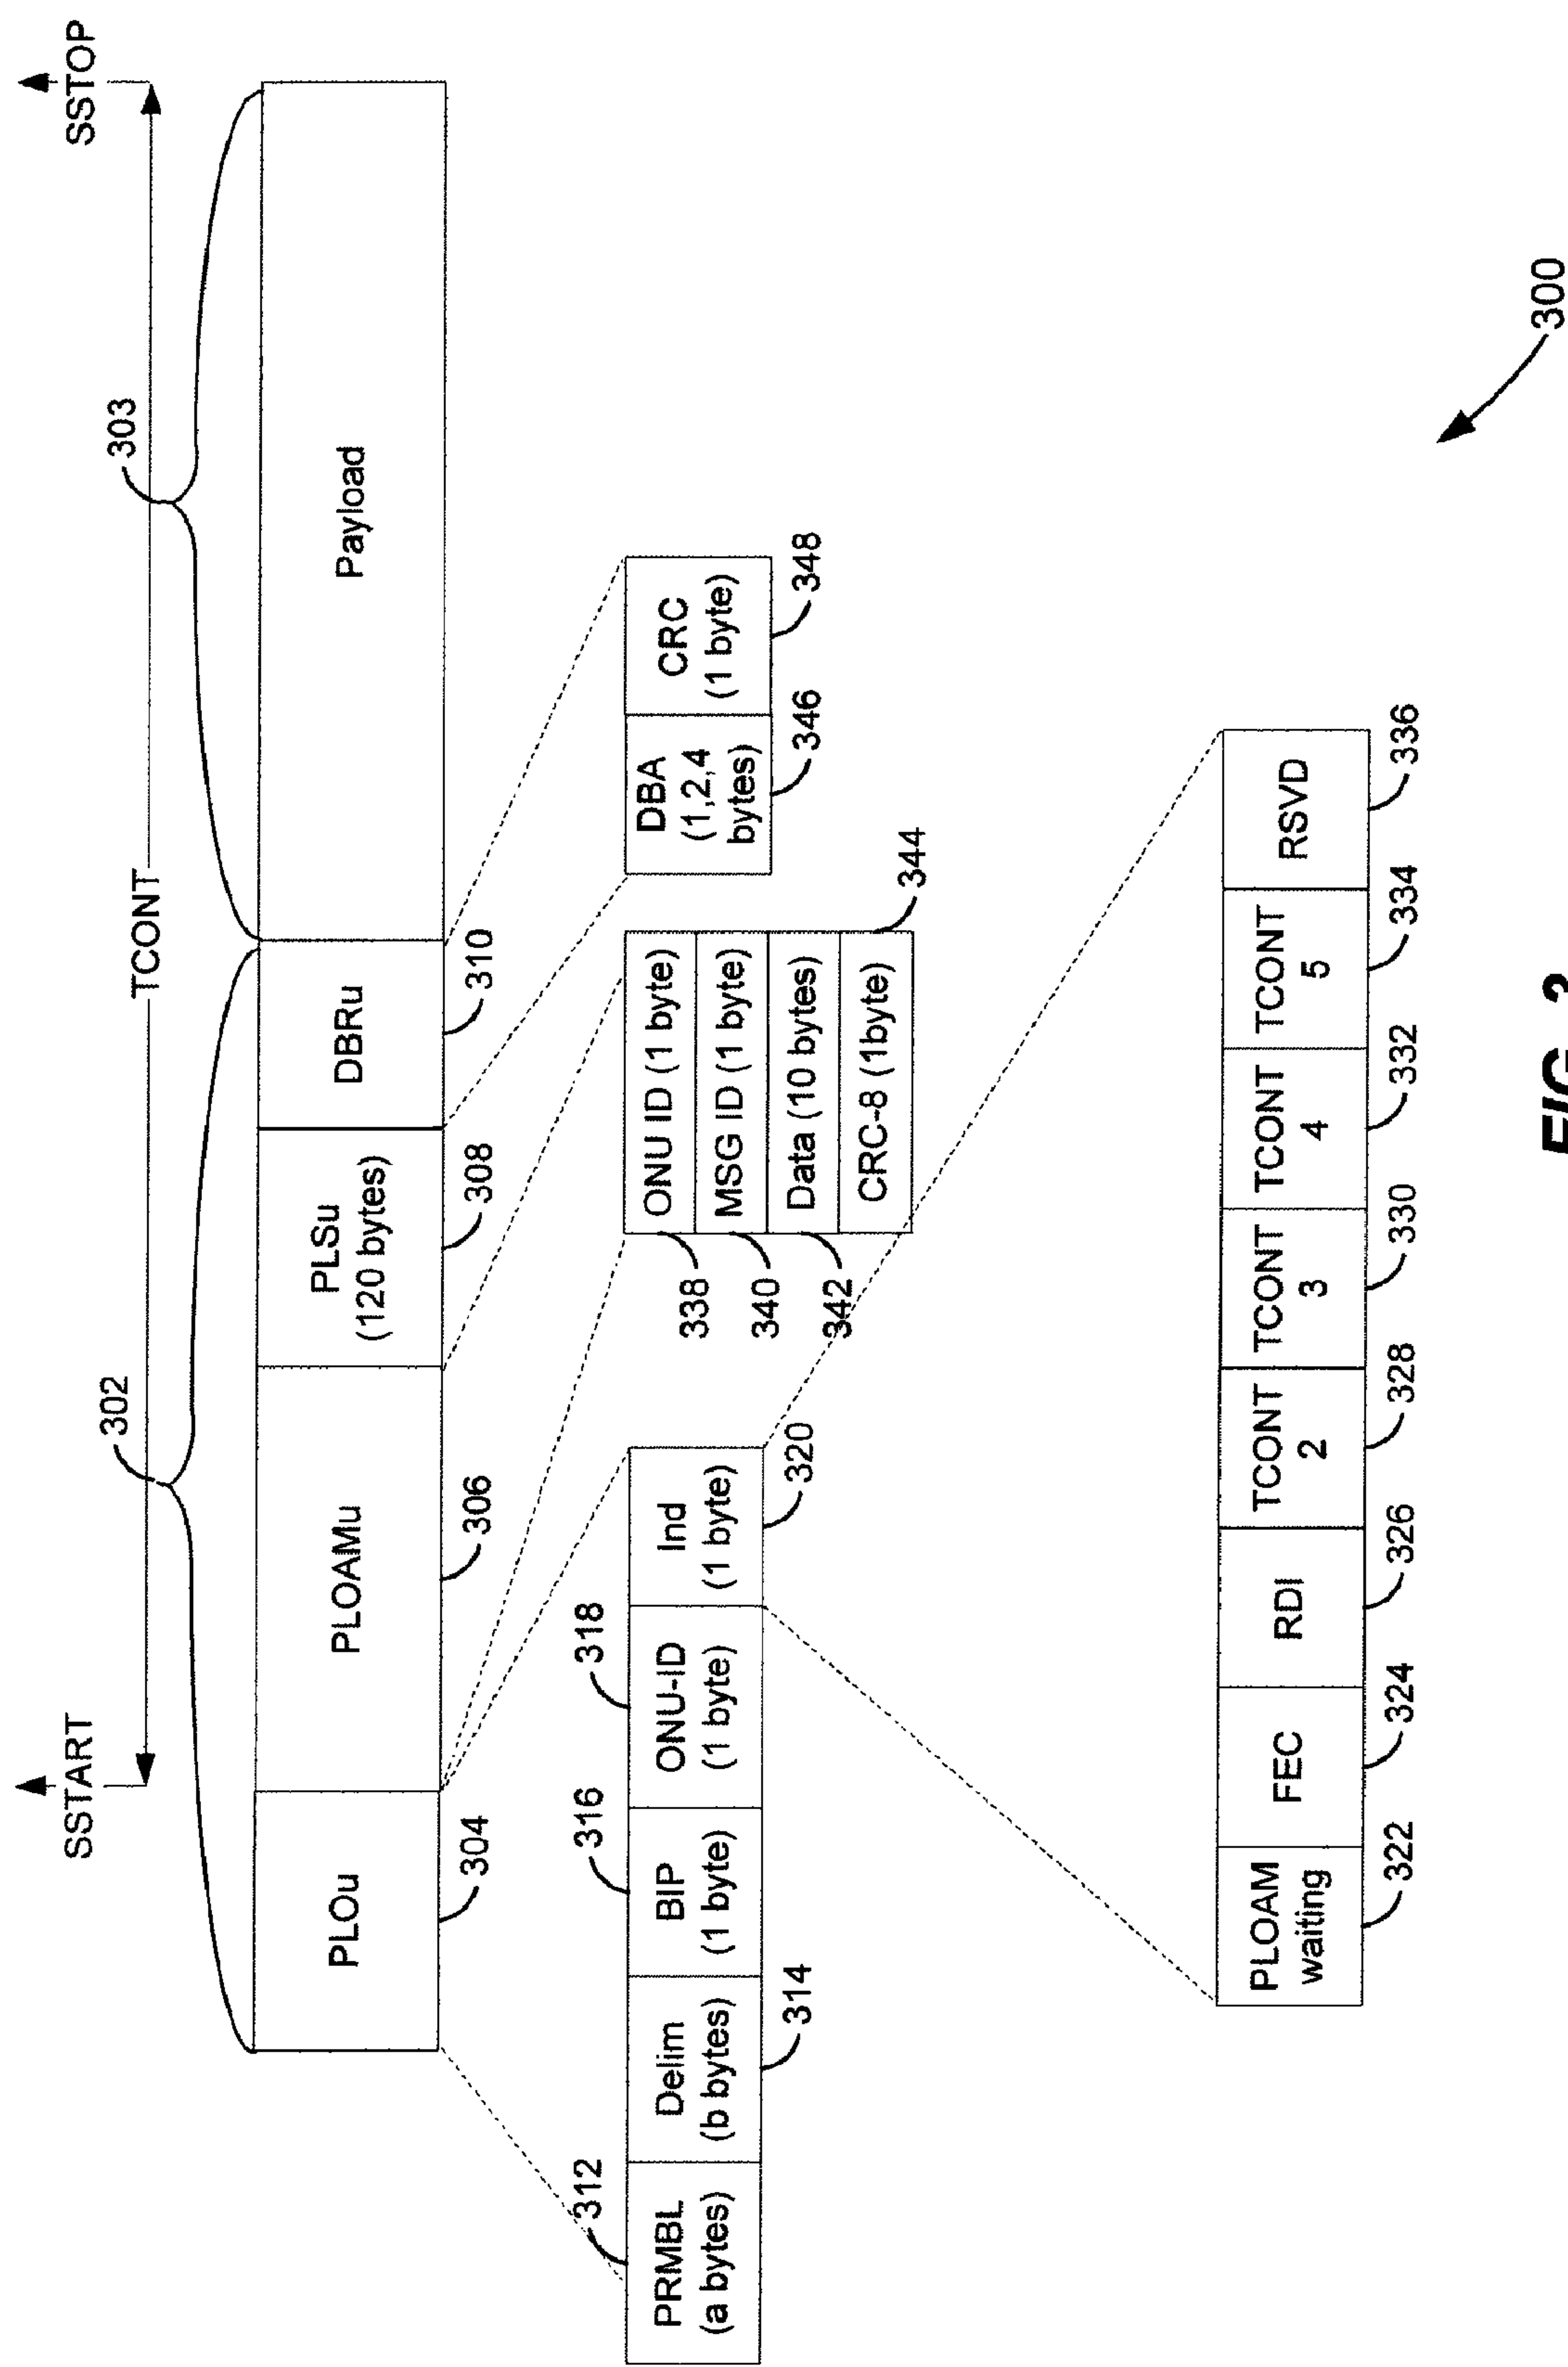 SSTART
SSTOP
TCONT
302
303
PLOu
PLOAMu
PLSu
(120 bytes)
DBRu
Payload
304
306
308
310
312
316
318
PRMBL
(a bytes)
Delim
(b bytes)
BIP
(1 byte)
ONU-ID
(1 byte)
Ind
(1 byte)
314
320
ONU ID (1 byte)
MSG ID (1 byte)
Data (10 bytes)
CRC-8 (1byte)
338
340
342
344
DBA
(1,2,4
bytes)
CRC
(1 byte)
346
348
PLOAM
waiting
FEC
RDI
TCONT
2
TCONT
3
TCONT
4
TCONT
5
RSVD
322
324
326
328
330
332
334
336
300